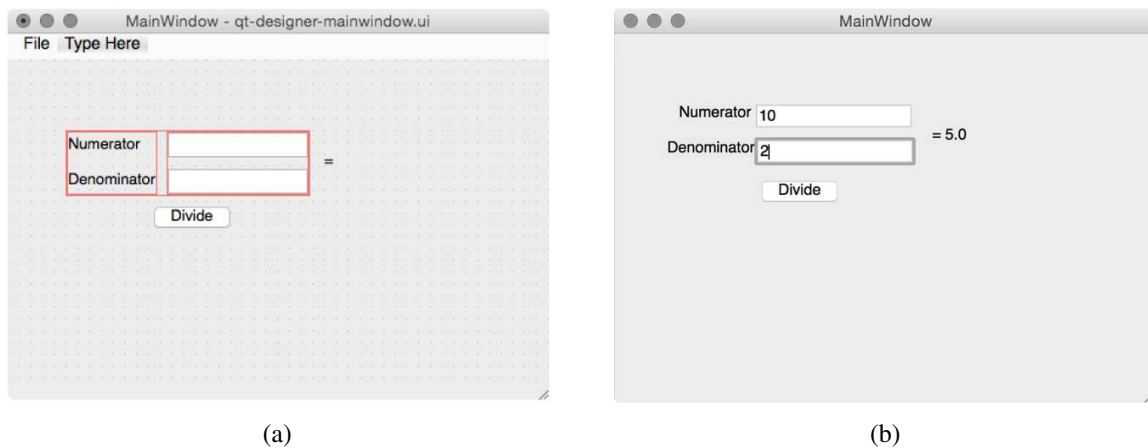 MainWindow - qt-designer-mainwindow.ui
File Type Here
Numerator
=
Denominator
Divide
(a)
MainWindow
Numerator 10
= 5.0
Denominator 2
Divide
(b)